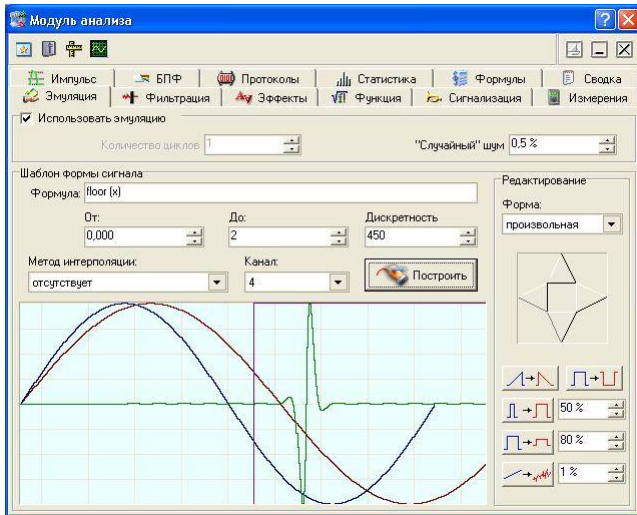 Модуль анализа
Импульс БПФ Протоколы Статистика Формулы Сводка
Эмуляция Фильтрация Эффекты Функция Сигнализация Измерения
Использовать эмуляцию
Количество циклов 1 "Случайный" шум 0,5 %
Шаблон формы сигнала
Формула: floor (x)
От: До: Дискретность
0,000 2 450
Метод интерполяции: Канал:
отсутствует 4 Построить
Редактирование
Форма:
произвольная
50 %
80 %
1 %